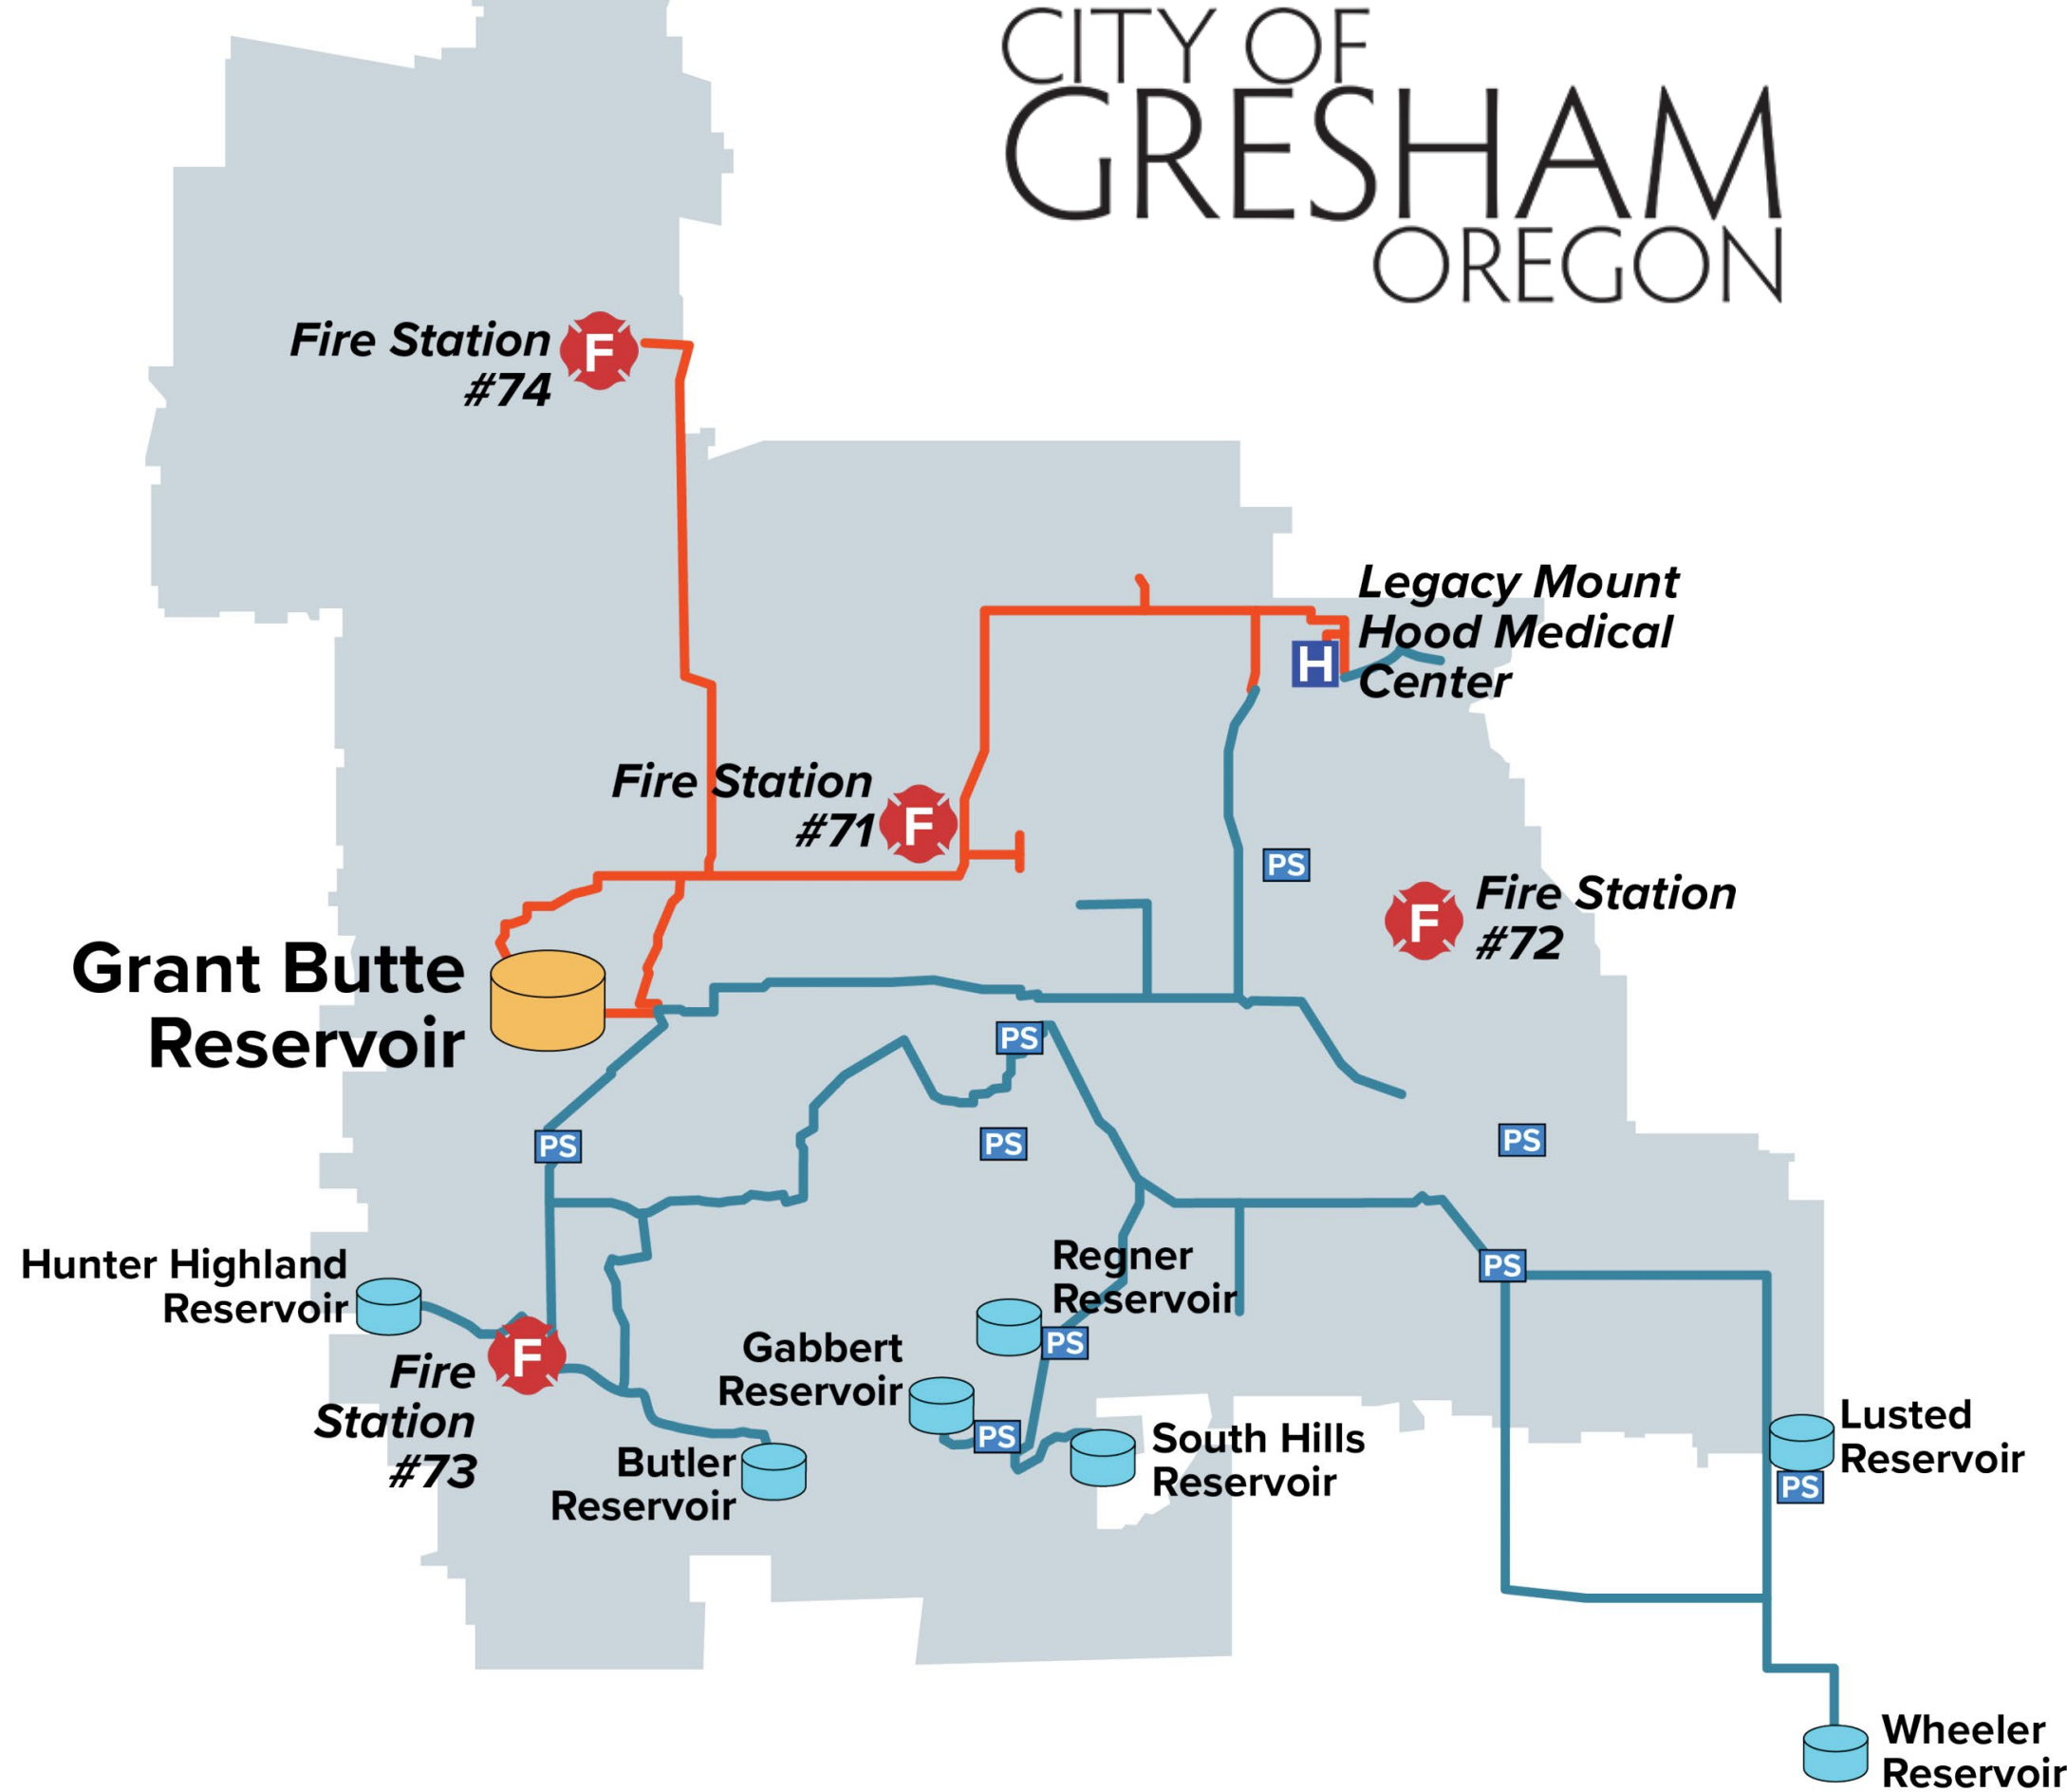 CITY OF
GRESHAM
OREGON
Fire Station
#74
F
Legacy Mount
Hood Medical
Center
H
Fire Station
#71
F
PS
Fire Station
#72
F
Grant Butte
Reservoir
PS
PS
PS
PS
Hunter Highland
Reservoir
Regner
Reservoir
PS
Fire
Station
#73
F
Gabbert
Reservoir
PS
PS
South Hills
Reservoir
Butler
Reservoir
Lusted
Reservoir
PS
Wheeler
Reservoir